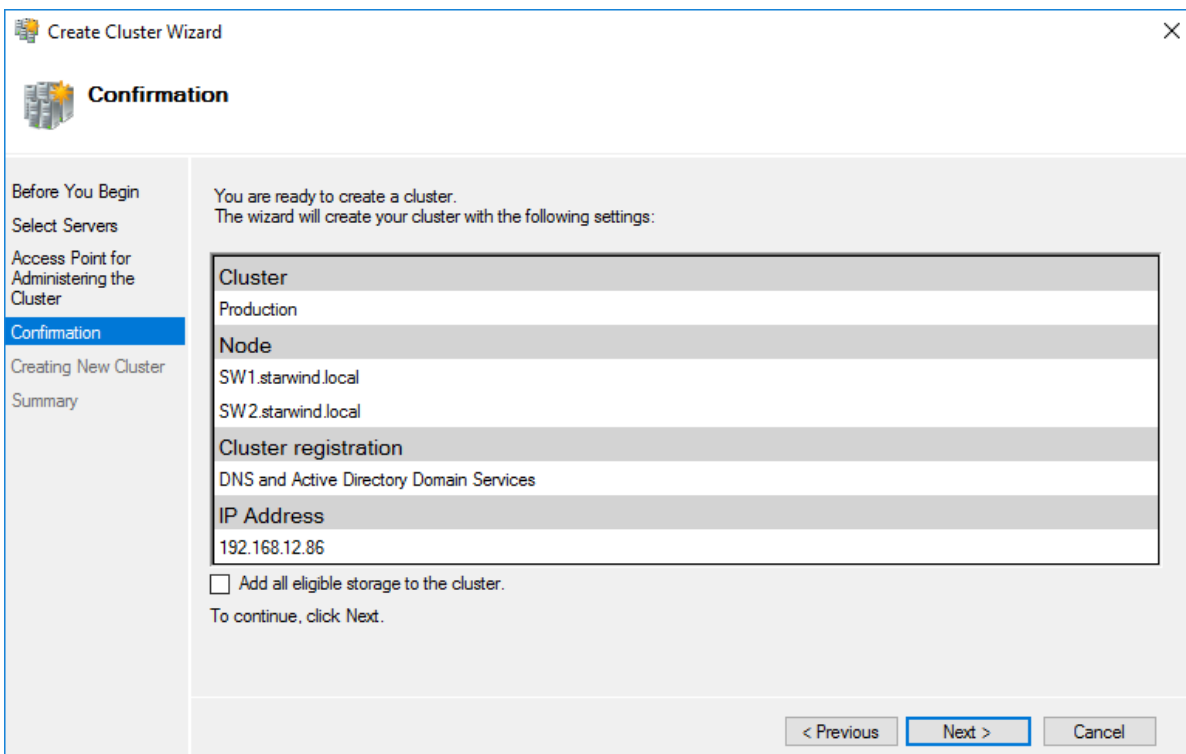 Create Cluster Wizard
Confirmation
Before You Begin
Select Servers
Access Point for
Administering the
Cluster
Confirmation
Creating New Cluster
Summary
You are ready to create a cluster.
The wizard will create your cluster with the following settings:
Cluster
Production
Node
SW1.starwind.local
SW2.starwind.local
Cluster registration
DNS and Active Directory Domain Services
IP Address
192.168.12.86
Add all eligible storage to the cluster.
To continue, click Next.
< Previous
Next >
Cancel